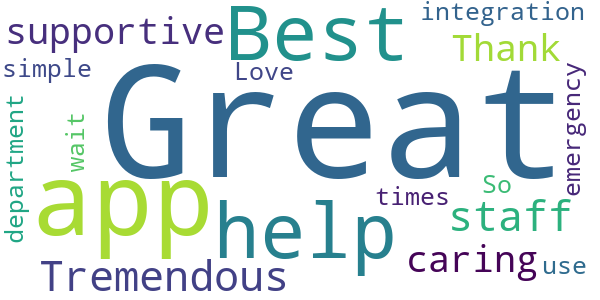 supportive
Best
integration
Thank
simple
Love
Great
emergency
department
wait
app
help
times
So
staff
caring
use
Tremendous